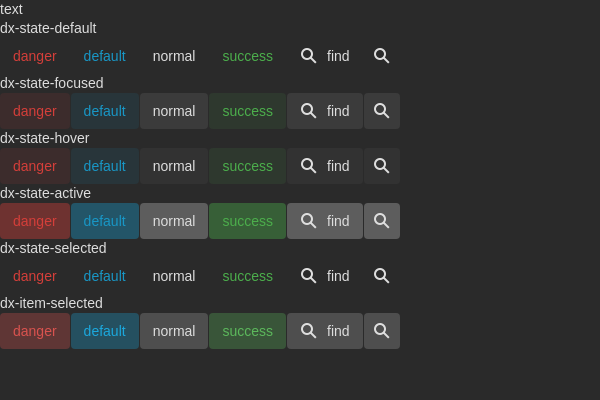 text
dx-state-default
danger default normal success find
dx-state-focused
danger default normal success find
dx-state-hover
danger default normal success find
dx-state-active
danger default normal success find
dx-state-selected
danger default normal success find
dx-item-selected
danger default normal success find